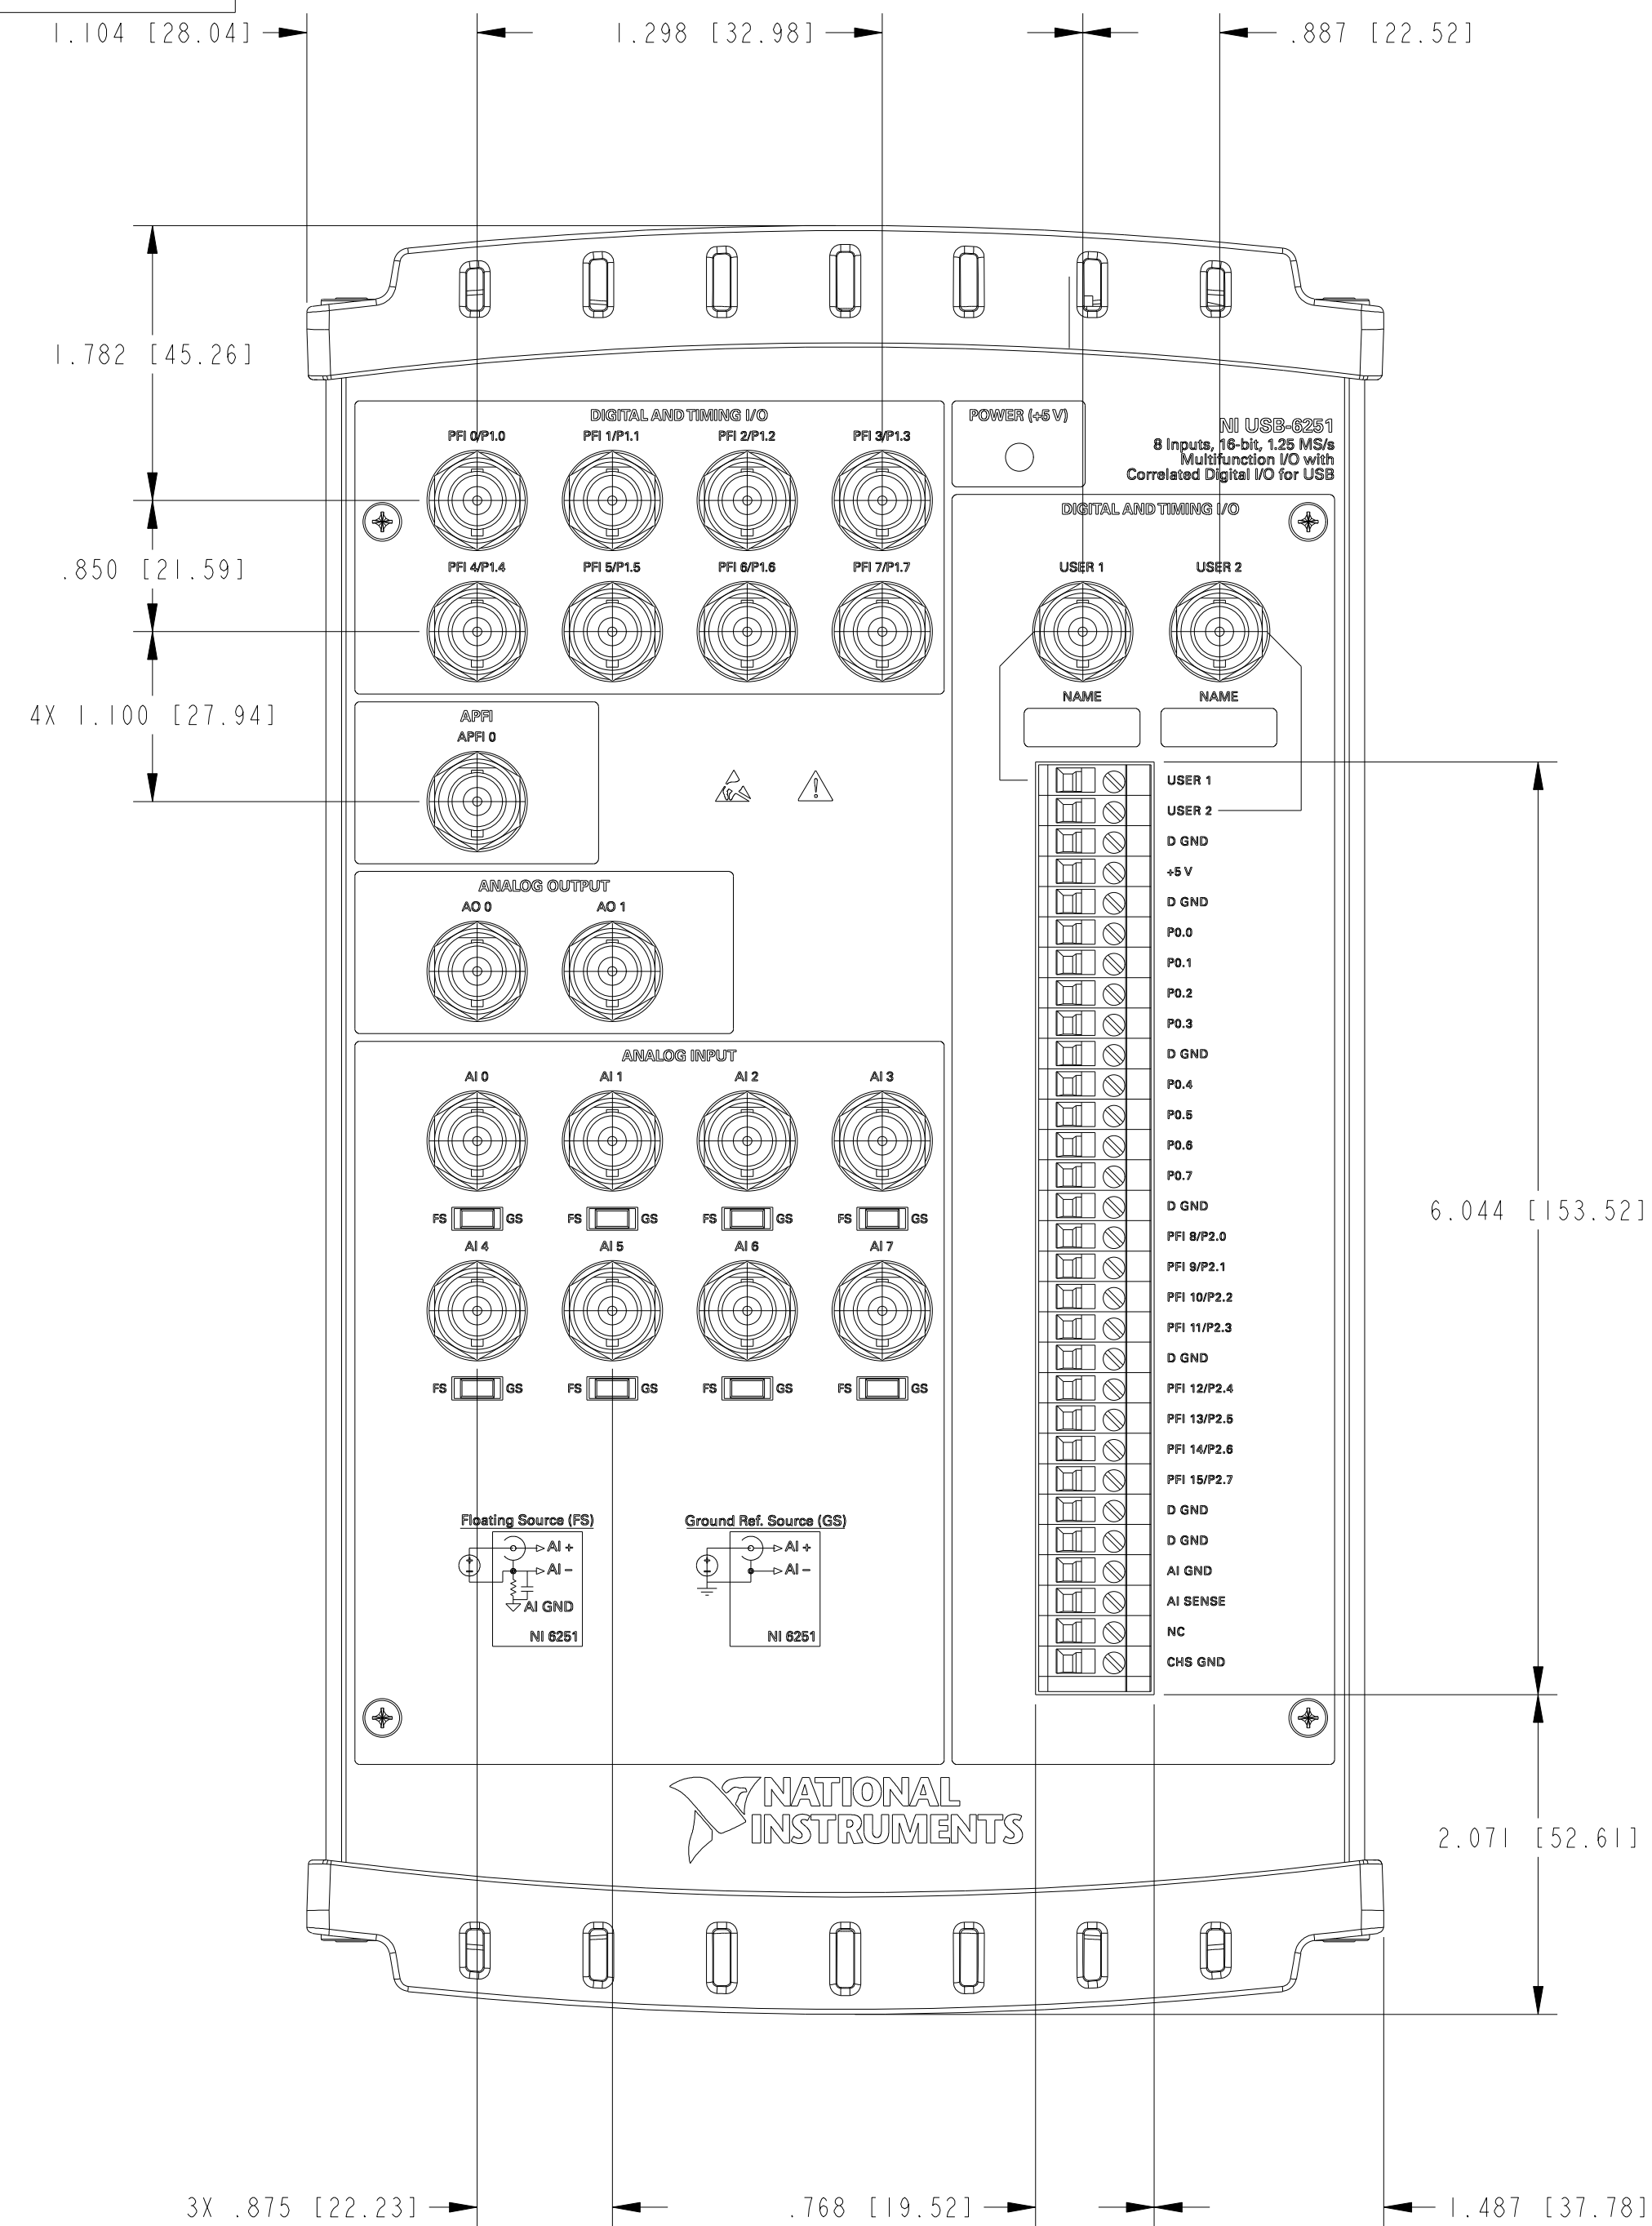 1.104 [28.04]
1.298 [32.98]
.887 [22.52]
1.782 [45.26]
.850 [21.59]
4X 1.100 [27.94]
DIGITAL AND TIMING I/O
PFI 0/P1.0 PFI 1/P1.1 PFI 2/P1.2 PFI 3/P1.3
PFI 4/P1.4 PFI 5/P1.5 PFI 6/P1.6 PFI 7/P1.7
POWER (+5 V)
NI USB-6251
8 Inputs, 16-bit, 1.25 MS/s
Multifunction I/O with
Correlated Digital I/O for USB
DIGITAL AND TIMING I/O
USER 1 USER 2
NAME NAME
APFI
APFI 0
ANALOG OUTPUT
AO 0 AO 1
ANALOG INPUT
AI 0 AI 1 AI 2 AI 3
FS GS FS GS FS GS FS GS
AI 4 AI 5 AI 6 AI 7
FS GS FS GS FS GS FS GS
Floating Source (FS)
AI +
AI –
AI GND
NI 6251
Ground Ref. Source (GS)
AI +
AI –
NI 6251
USER 1
USER 2
D GND
+5 V
D GND
P0.0
P0.1
P0.2
P0.3
D GND
P0.4
P0.5
P0.6
P0.7
D GND
PFI 8/P2.0
PFI 9/P2.1
PFI 10/P2.2
PFI 11/P2.3
D GND
PFI 12/P2.4
PFI 13/P2.5
PFI 14/P2.6
PFI 15/P2.7
D GND
D GND
AI GND
AI SENSE
NC
CHS GND
6.044 [153.52]
2.071 [52.61]
NATIONAL
INSTRUMENTS
3X .875 [22.23]
.768 [19.52]
1.487 [37.78]